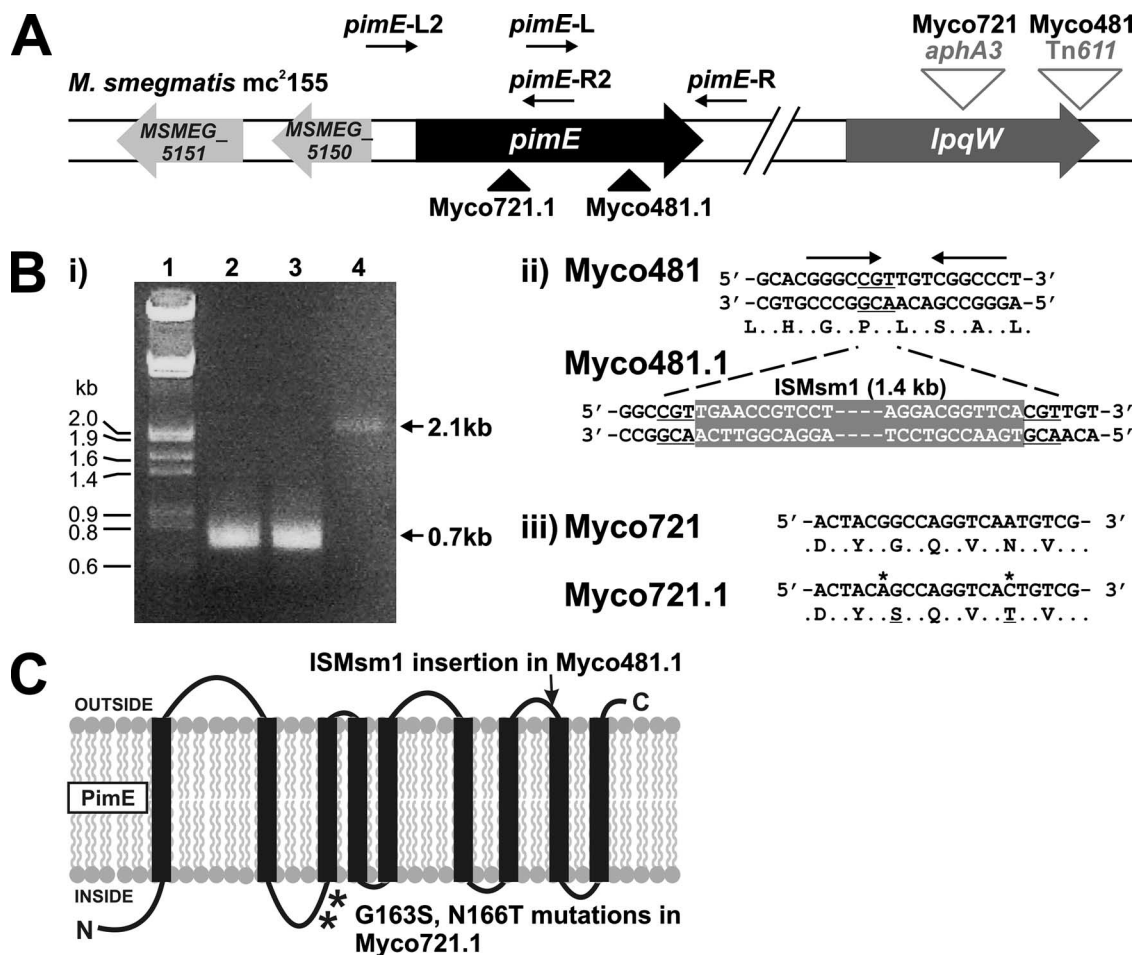 A
pimE-L2
pimE-L
Myco721
Myco481
aphA3
Tn611
pimE-R2
pimE-R
M. smegmatis mc²155
MSMEG_
5151
MSMEG_
5150
pimE
lpqW
Myco721.1
Myco481.1
B
i)
1 2 3 4
kb
2.0
1.9
1.6
1.4
0.9
0.8
0.6
2.1kb
0.7kb
ii) Myco481
5′-GCACGGGCCGTTGTCGGCCCT-3′
3′-CGTGCCCGGCAACAGCCGGGA-5′
L..H..G..P..L..S..A..L.
Myco481.1
ISMsm1 (1.4 kb)
5′-GGCCGTTGAACCGTCCT----AGGACGGTTCACGTTGT-3′
3′-CCGGCAACTTGGCAGGA----TCCTGCCAAGTGCAACA-5′
iii) Myco721
5′-ACTACGGCCAGGTCAATGTCG- 3′
.D..Y..G..Q..V..N..V...
Myco721.1
* *
5′-ACTACAGCCAGGTCACTGTCG- 3′
.D..Y..S..Q..V..T..V...
C
ISMsm1 insertion in Myco481.1
OUTSIDE
C
PimE
INSIDE
N
* *
G163S, N166T mutations in
Myco721.1